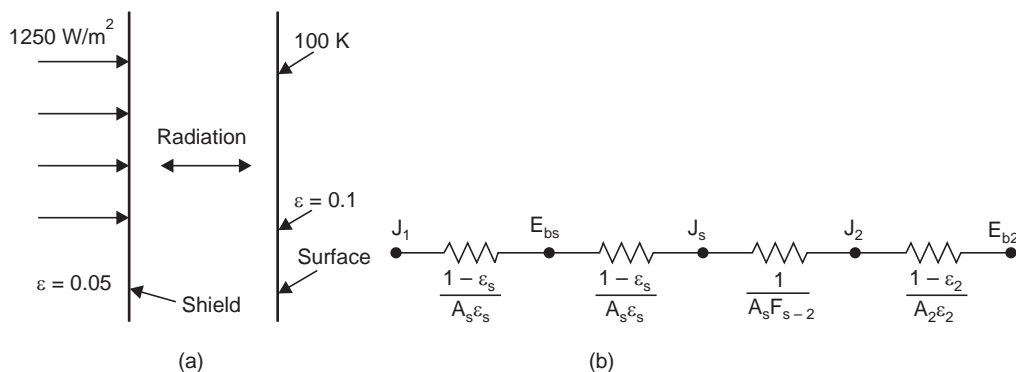 1250 W/m²
100 K
Radiation
ε = 0.1
ε = 0.05
Shield
Surface
(a)
J₁
E_bs
J_s
J₂
E_b2
1 – ε_s
A_sε_s
1 – ε_s
A_sε_s
1
A_sF_s – 2
1 – ε₂
A₂ε₂
(b)